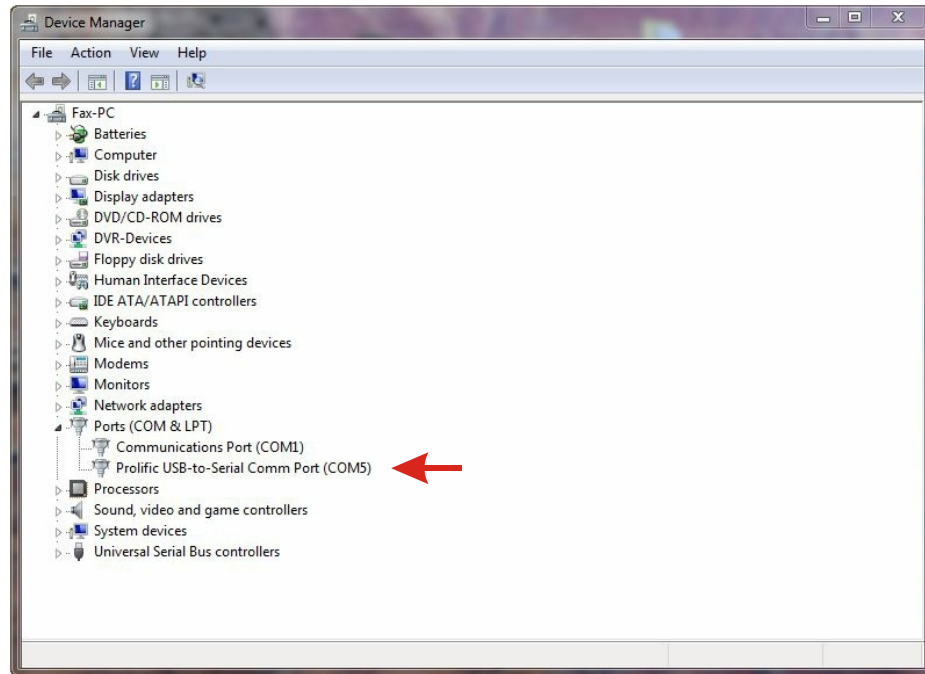 Device Manager
File Action View Help
Fax-PC
Batteries
Computer
Disk drives
Display adapters
DVD/CD-ROM drives
DVR-Devices
Floppy disk drives
Human Interface Devices
IDE ATA/ATAPI controllers
Keyboards
Mice and other pointing devices
Modems
Monitors
Network adapters
Ports (COM & LPT)
Communications Port (COM1)
Prolific USB-to-Serial Comm Port (COM5)
Processors
Sound, video and game controllers
System devices
Universal Serial Bus controllers